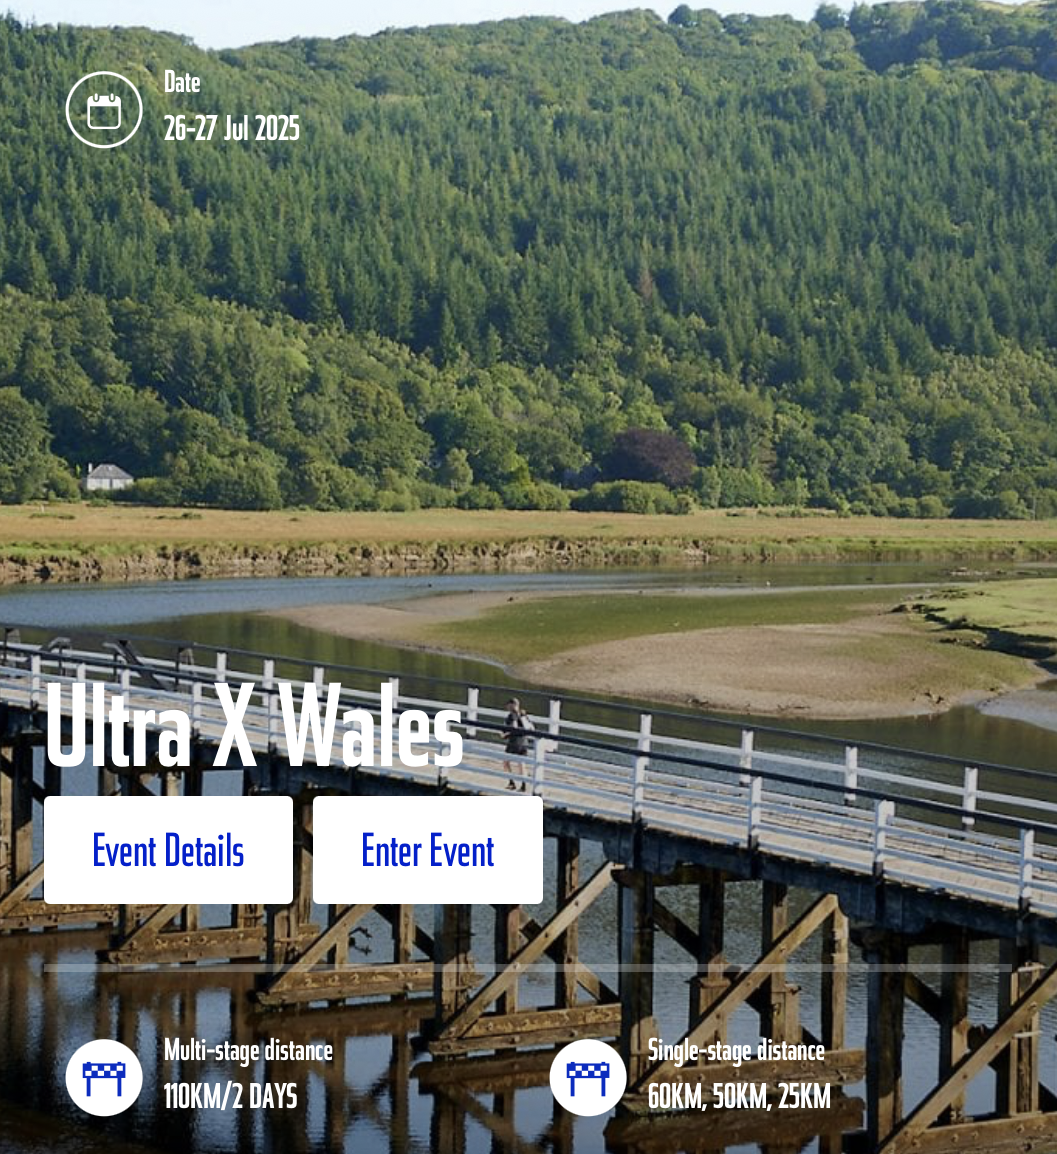 Date
26-27 Jul 2025
Ultra X Wales
Event Details
Enter Event
Multi-stage distance
110KM/2 DAYS
Single-stage distance
60KM, 50KM, 25KM